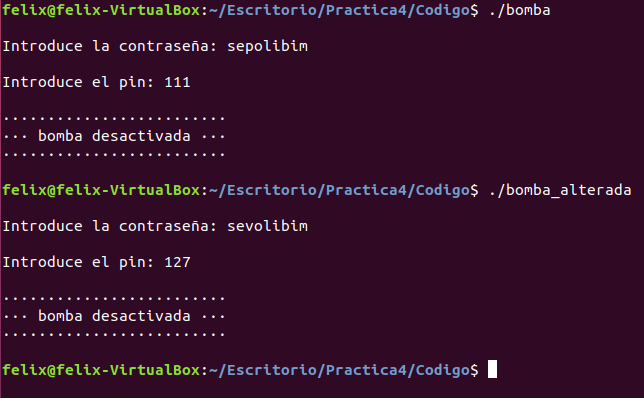 felix@felix-VirtualBox:~/Escritorio/Practica4/Codigo$ ./bomba
Introduce la contraseña: sepolibim
Introduce el pin: 111
·························
··· bomba desactivada ···
·························
felix@felix-VirtualBox:~/Escritorio/Practica4/Codigo$ ./bomba_alterada
Introduce la contraseña: sevolibim
Introduce el pin: 127
·························
··· bomba desactivada ···
·························
felix@felix-VirtualBox:~/Escritorio/Practica4/Codigo$